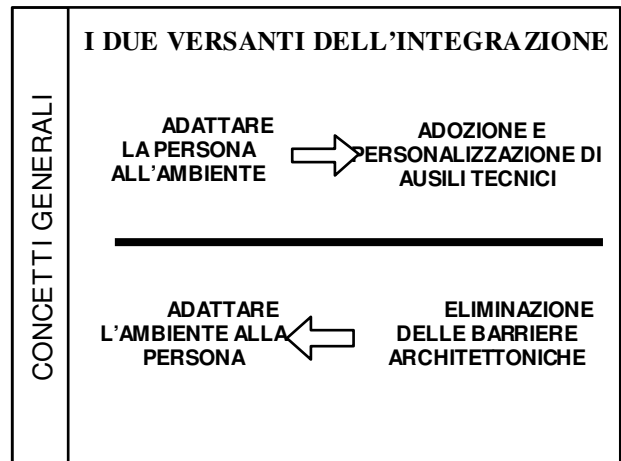 CONCETTI GENERALI
I DUE VERSANTI DELL'INTEGRAZIONE
ADATTARE
LA PERSONA
ALL'AMBIENTE
ADOZIONE E
PERSONALIZZAZIONE DI
AUSILI TECNICI
ADATTARE
L'AMBIENTE ALLA
PERSONA
ELIMINAZIONE
DELLE BARRIERE
ARCHITETTONICHE